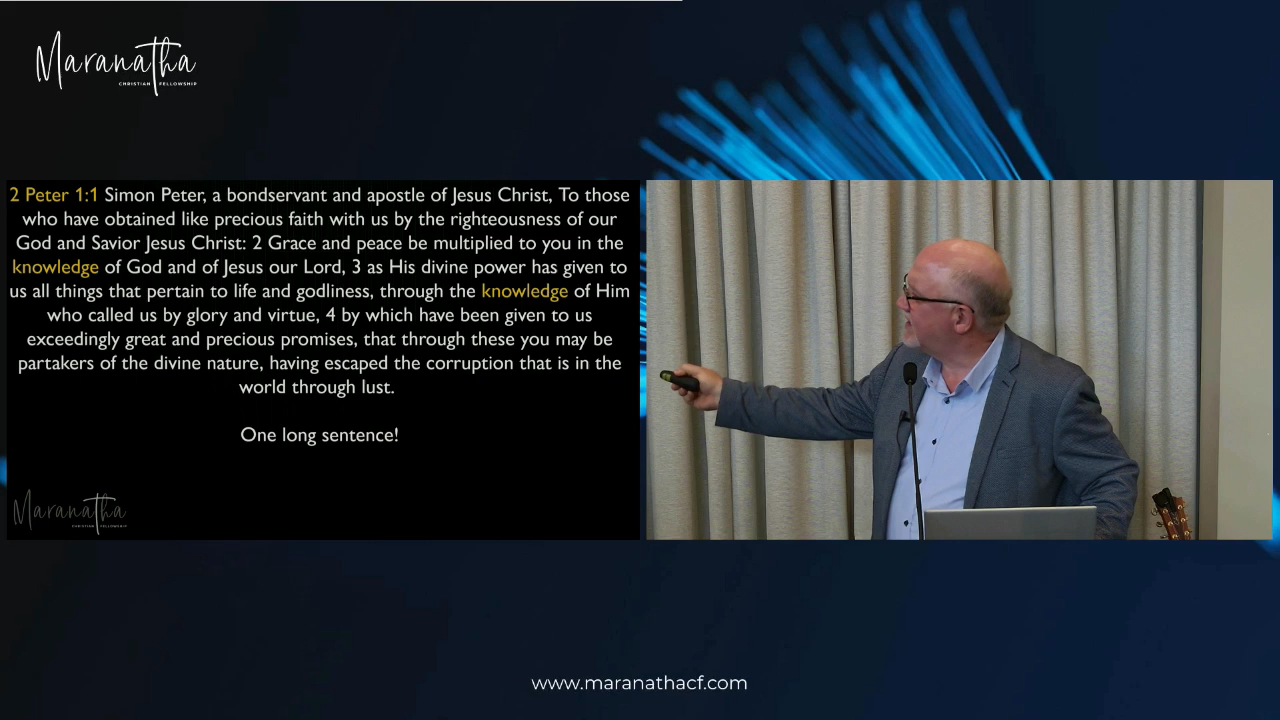 Maranatha
CHRISTIAN FELLOWSHIP
2 Peter 1:1 Simon Peter, a bondservant and apostle of Jesus Christ, To those
who have obtained like precious faith with us by the righteousness of our
God and Savior Jesus Christ: 2 Grace and peace be multiplied to you in the
knowledge of God and of Jesus our Lord, 3 as His divine power has given to
us all things that pertain to life and godliness, through the knowledge of Him
who called us by glory and virtue, 4 by which have been given to us
exceedingly great and precious promises, that through these you may be
partakers of the divine nature, having escaped the corruption that is in the
world through lust.
One long sentence!
Maranatha
CHRISTIAN FELLOWSHIP
www.maranathacf.com